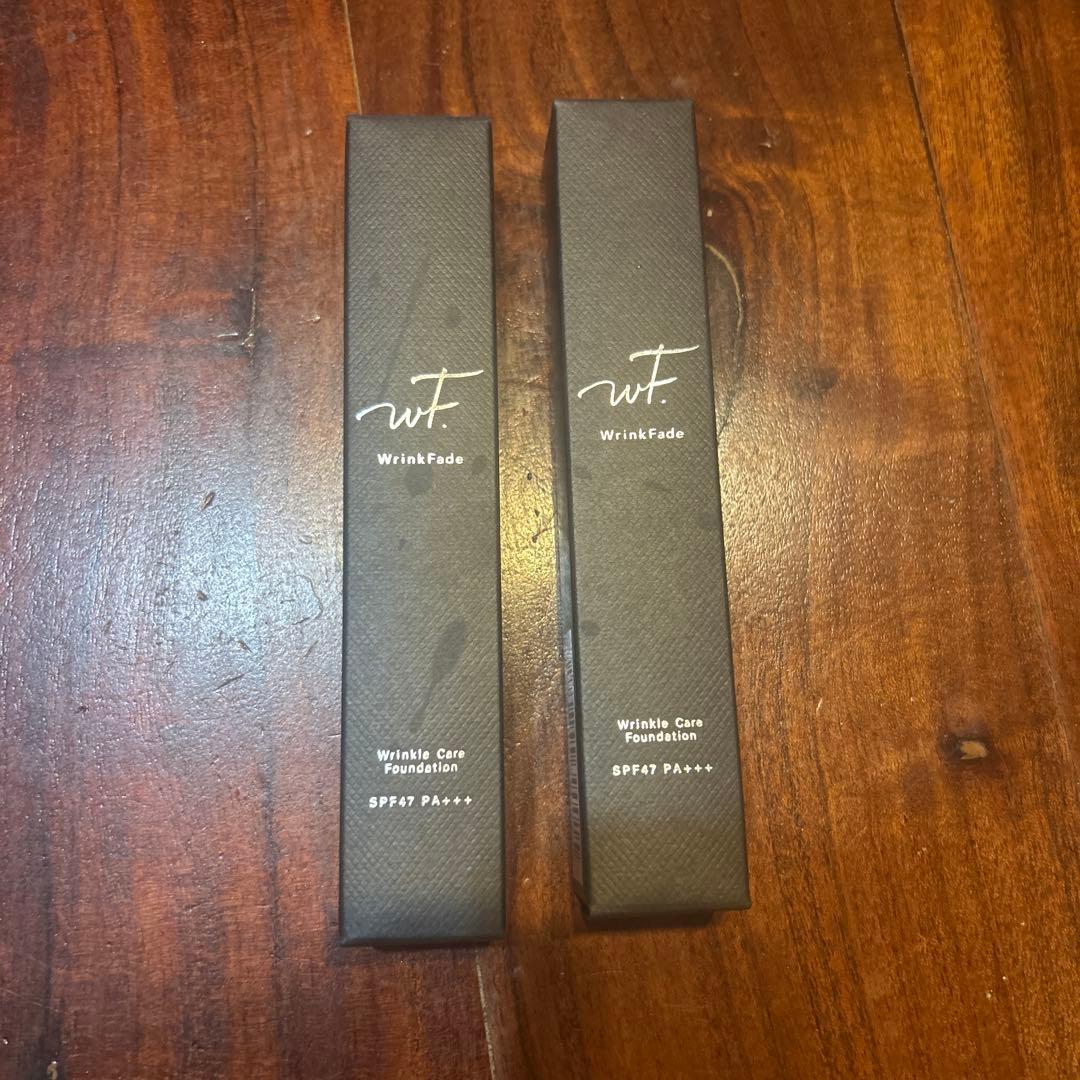 wF.
WrinkFade
Wrinkle Care
Foundation
SPF47 PA+++
wF.
WrinkFade
Wrinkle Care
Foundation
SPF47 PA+++